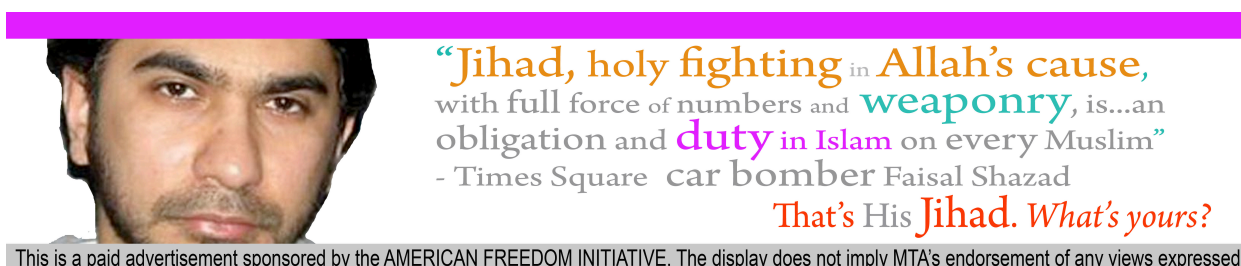 “Jihad, holy fighting in Allah’s cause,
with full force of numbers and weaponry, is...an
obligation and duty in Islam on every Muslim”
- Times Square car bomber Faisal Shazad
That’s His Jihad. What’s yours?
This is a paid advertisement sponsored by the AMERICAN FREEDOM INITIATIVE. The display does not imply MTA’s endorsement of any views expressed